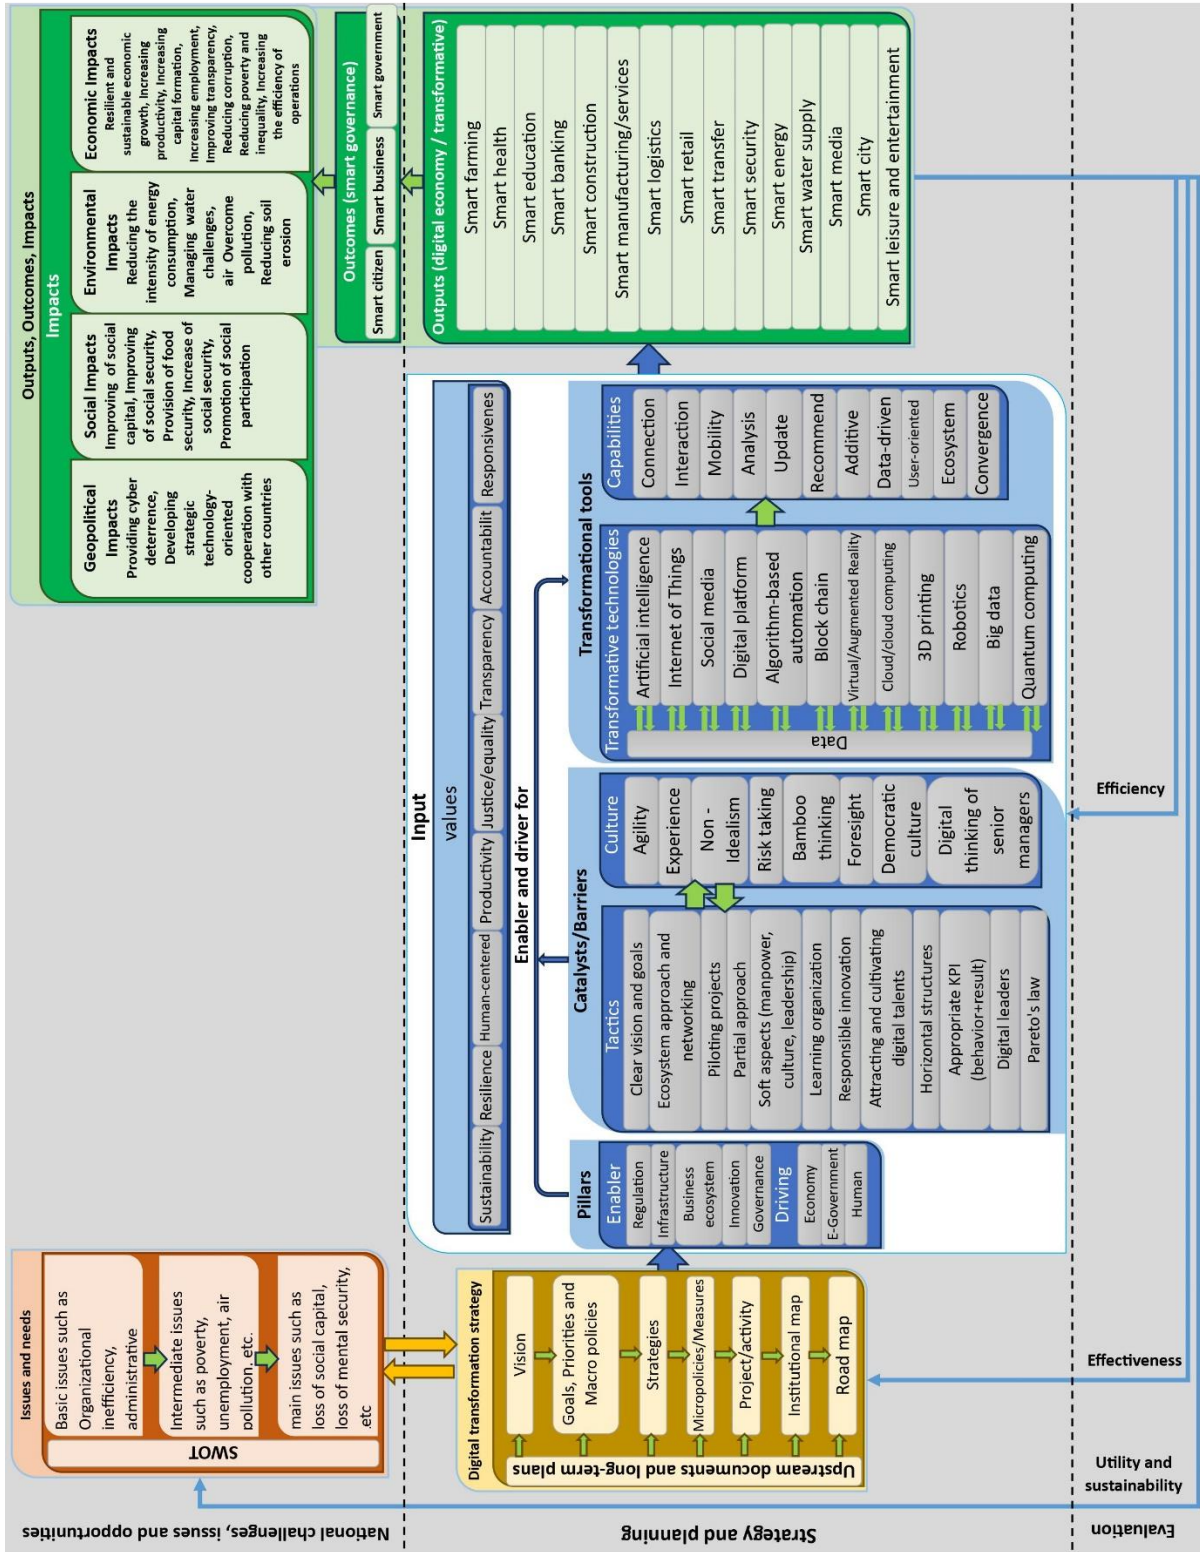 National challenges, issues and opportunities
Issues and needs
SWOT
Basic issues such as
Organizational
inefficiency,
administrative
Intermediate issues
such as poverty,
unemployment, air
pollution. etc.
main issues such as
loss of social capital,
loss of mental security,
.etc
Outputs, Outcomes, Impacts
Impacts
Geopolitical
Impacts
Providing cyber
deterrence,
Developing
strategic
technology-
oriented
cooperation with
other countries
Social Impacts
Improving of social
capital, Improving
of social security,
Provision of food
security, Increase of
social security,
Promotion of social
participation
Environmental
Impacts
Reducing the
intensity of energy
consumption,
Managing water
challenges,
air Overcome
pollution,
Reducing soil
erosion
Economic Impacts
Resilient and
sustainable economic
growth, Increasing
productivity, Increasing
capital formation,
Increasing employment,
Improving transparency,
Reducing corruption,
Reducing poverty and
inequality, Increasing
the efficiency of
operations
Outcomes (smart governance)
Smart citizen
Smart business
Smart government
Strategy and planning
Digital transformation strategy
Upstream documents and long-term plans
Vision
Goals, Priorities and
Macro policies
Strategies
Micropolicies/Measures
Project/activity
Institutional map
Road map
Input
values
Sustainability
Resilience
Human-centered
Productivity
Justice/equality
Transparency
Accountabilit
Responsivenes
Enabler and driver for
Pillars
Enabler
Regulation
Infrastructure
Business
ecosystem
Innovation
Governance
Driving
Economy
E-Government
Human
Catalysts/Barriers
Tactics
Clear vision and goals
Ecosystem approach and
networking
Piloting projects
Partial approach
Soft aspects (manpower,
culture, leadership)
Learning organization
Responsible innovation
Attracting and cultivating
digital talents
Horizontal structures
Appropriate KPI
(behavior+result)
Digital leaders
Pareto's law
Culture
Agility
Experience
Non -
Idealism
Risk taking
Bamboo
thinking
Foresight
Democratic
culture
Digital
thinking of
senior
managers
Transformational tools
Transformative technologies
Data
Artificial intelligence
Internet of Things
Social media
Digital platform
Algorithm-based
automation
Block chain
Virtual/Augmented Reality
Cloud/cloud computing
3D printing
Robotics
Big data
Quantum computing
Capabilities
Connection
Interaction
Mobility
Analysis
Update
Recommend
Additive
Data-driven
User-oriented
Ecosystem
Convergence
Outputs (digital economy / transformative)
Smart farming
Smart health
Smart education
Smart banking
Smart construction
Smart manufacturing/services
Smart logistics
Smart retail
Smart transfer
Smart security
Smart energy
Smart water supply
Smart media
Smart city
Smart leisure and entertainment
Evaluation
Utility and
sustainability
Effectiveness
Efficiency